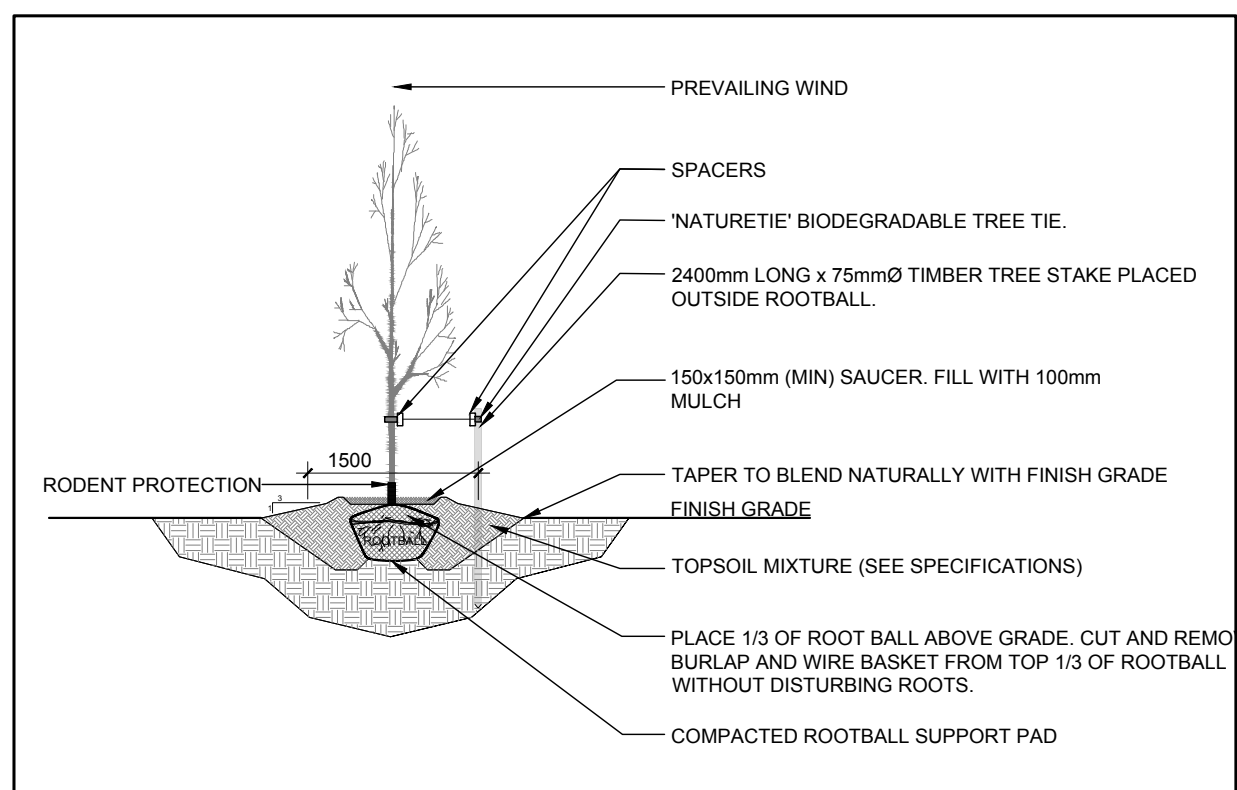 PREVAILING WIND
SPACERS
'NATURETIE' BIODEGRADABLE TREE TIE.
2400mm LONG x 75mmØ TIMBER TREE STAKE PLACED
OUTSIDE ROOTBALL.
150x150mm (MIN) SAUCER. FILL WITH 100mm
MULCH
1500
RODENT PROTECTION
3
1
TAPER TO BLEND NATURALLY WITH FINISH GRADE
FINISH GRADE
ROOTBALL
TOPSOIL MIXTURE (SEE SPECIFICATIONS)
PLACE 1/3 OF ROOT BALL ABOVE GRADE. CUT AND REMO
BURLAP AND WIRE BASKET FROM TOP 1/3 OF ROOTBALL
WITHOUT DISTURBING ROOTS.
COMPACTED ROOTBALL SUPPORT PAD